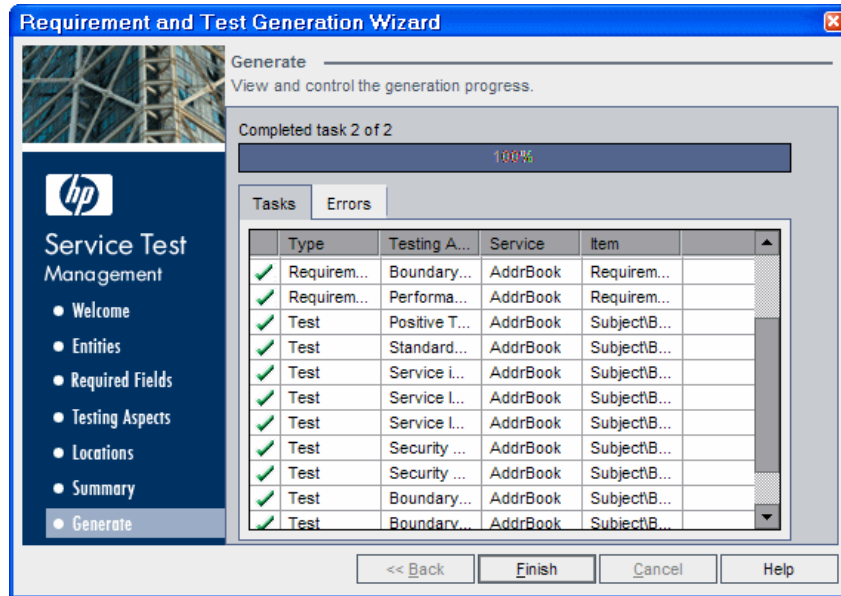 Requirement and Test Generation Wizard
Generate
View and control the generation progress.
Completed task 2 of 2
100%
hp
Service Test
Management
Welcome
Entities
Required Fields
Testing Aspects
Locations
Summary
Generate
Tasks Errors
Type Testing A... Service Item
Requirem... Boundary... AddrBook Requirem...
Requirem... Performa... AddrBook Requirem...
Test Positive T... AddrBook Subject\B...
Test Standard... AddrBook Subject\B...
Test Service i... AddrBook Subject\B...
Test Service I... AddrBook Subject\B...
Test Service I... AddrBook Subject\B...
Test Security ... AddrBook Subject\B...
Test Security ... AddrBook Subject\B...
Test Boundary... AddrBook Subject\B...
Test Boundary... AddrBook Subject\B...
<< Back Finish Cancel Help